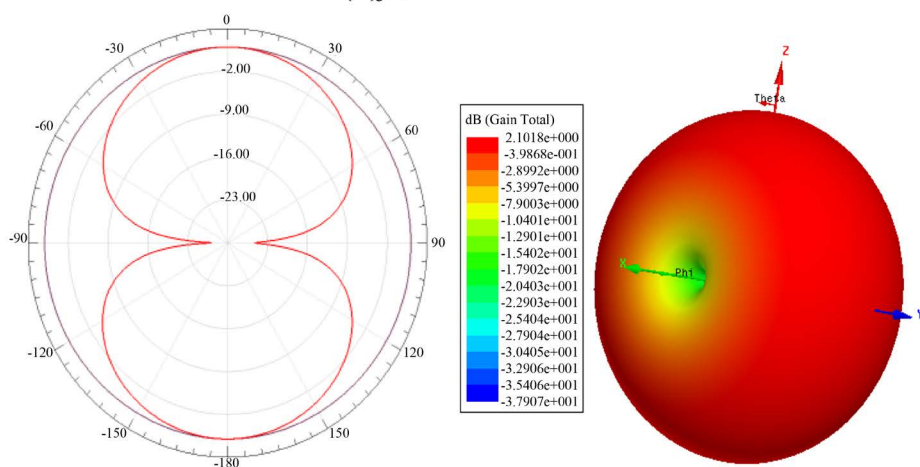 0
-30
30
-2.00
-9.00
-60
60
-16.00
-23.00
-90
90
-120
120
-150
150
-180
dB (Gain Total)
2.1018e+000
-3.9868e-001
-2.8992e+000
-5.3997e+000
-7.9003e+000
-1.0401e+001
-1.2901e+001
-1.5402e+001
-1.7902e+001
-2.0403e+001
-2.2903e+001
-2.5404e+001
-2.7904e+001
-3.0405e+001
-3.2906e+001
-3.5406e+001
-3.7907e+001
Z
Theta
X
Phi
Y